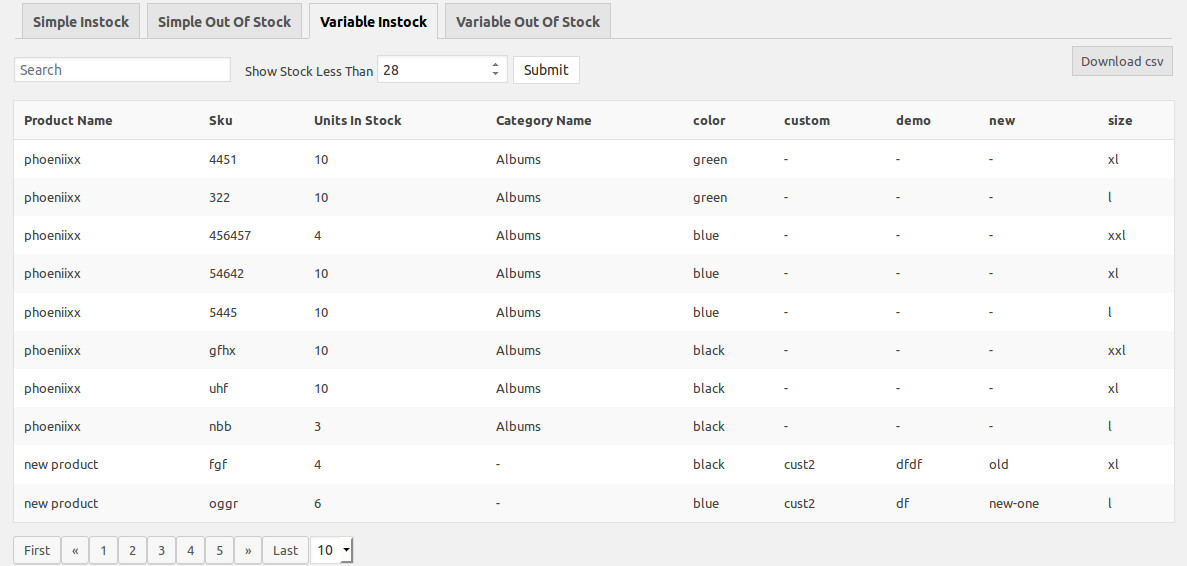 Simple Instock Simple Out Of Stock Variable Instock Variable Out Of Stock
Search Show Stock Less Than 28 Submit Download csv
Product Name Sku Units In Stock Category Name color custom demo new size
phoeniixx 4451 10 Albums green - - - xl
phoeniixx 322 10 Albums green - - - l
phoeniixx 456457 4 Albums blue - - - xxl
phoeniixx 54642 10 Albums blue - - - xl
phoeniixx 5445 10 Albums blue - - - l
phoeniixx gfhx 10 Albums black - - - xxl
phoeniixx uhf 10 Albums black - - - xl
phoeniixx nbb 3 Albums black - - - l
new product fgf 4 - black cust2 dfdf old xl
new product oggr 6 - blue cust2 df new-one l
First « 1 2 3 4 5 » Last 10